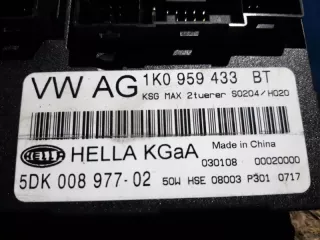 VW AG 1K0 959 433 BT
KSG MAX 2tuerer S0204/H020
HELLA HELLA KGaA Made in China
030108 00020000
5DK 008 977-02 50W HSE 08003 P301 0717